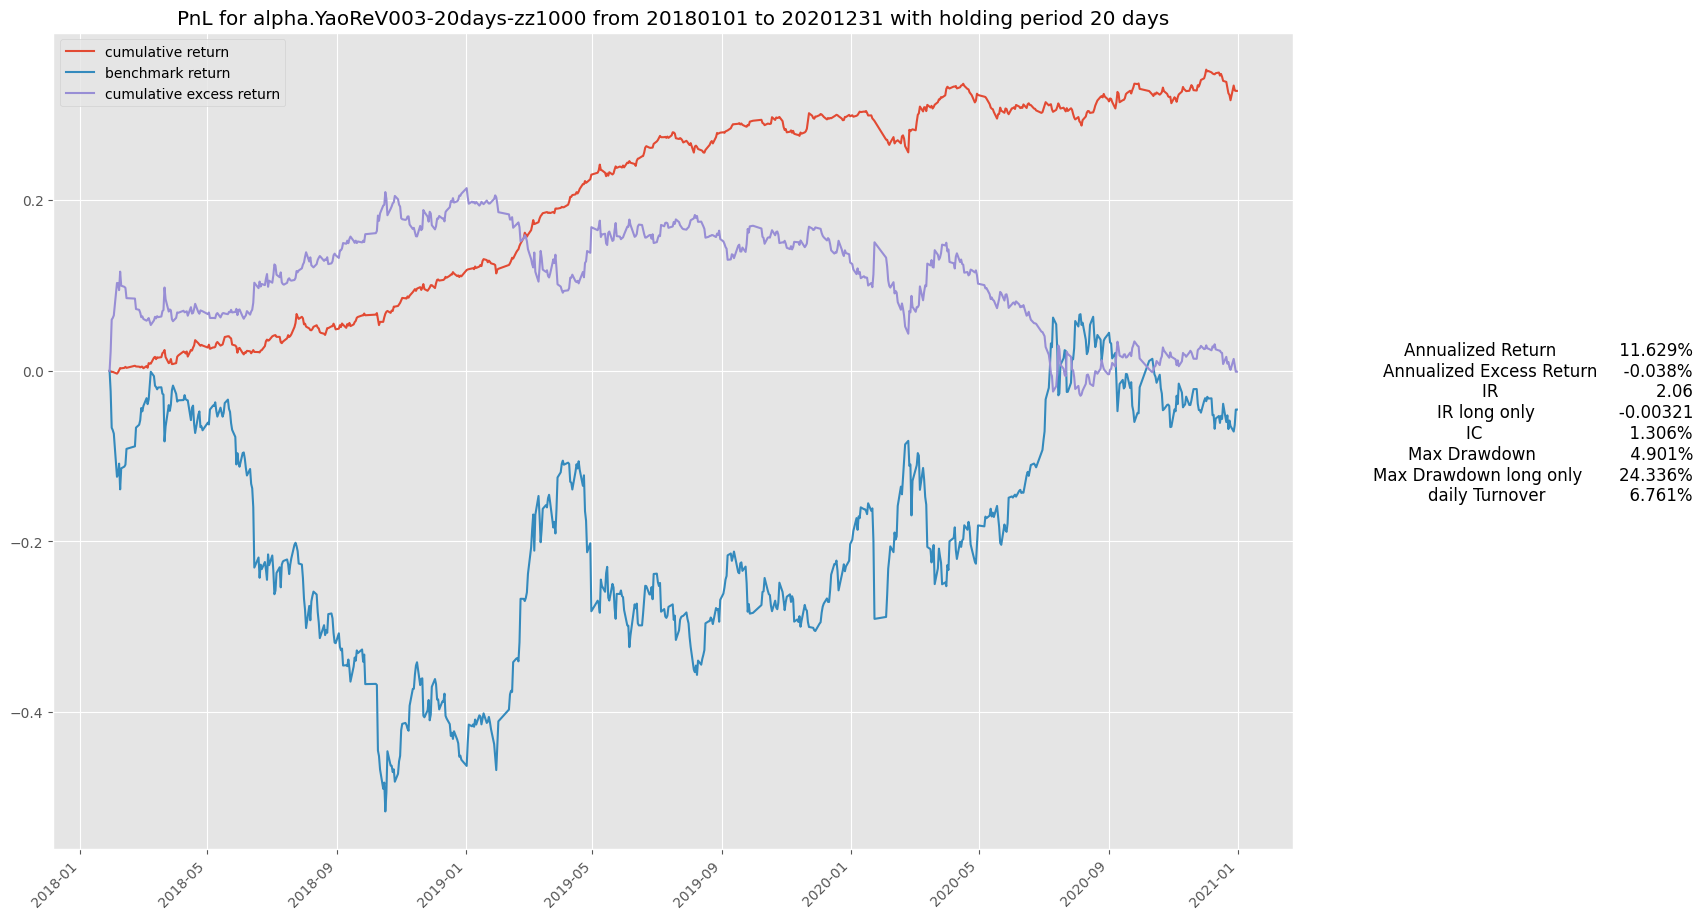 PnL for alpha.YaoReV003-20days-zz1000 from 20180101 to 20201231 with holding period 20 days
cumulative return
benchmark return
cumulative excess return
0.2
0.0
−0.2
−0.4
2018-01
2018-05
2018-09
2019-01
2019-05
2019-09
2020-01
2020-05
2020-09
2021-01
Annualized Return 11.629%
Annualized Excess Return -0.038%
IR 2.06
IR long only -0.00321
IC 1.306%
Max Drawdown 4.901%
Max Drawdown long only 24.336%
daily Turnover 6.761%